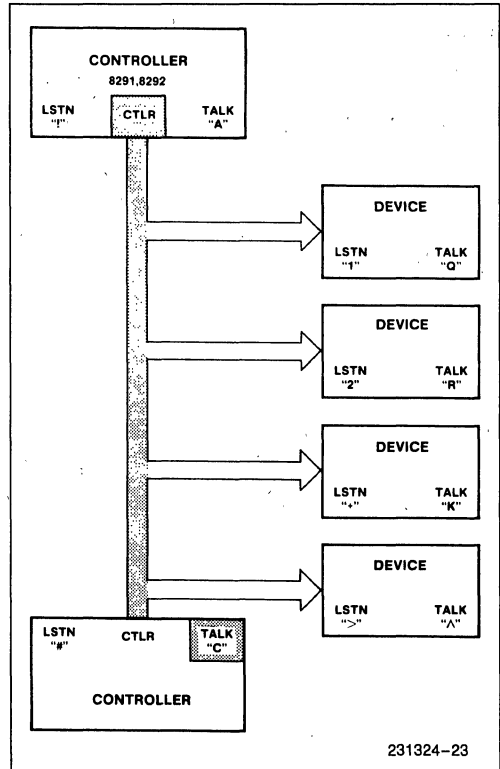 CONTROLLER
8291,8292
LSTN CTLR TALK
"!" "A"
DEVICE
LSTN TALK
"1" "Q"
DEVICE
LSTN TALK
"2" "R"
DEVICE
LSTN TALK
"+" "K"
DEVICE
LSTN TALK
">" "^"
LSTN CTLR TALK
"#" "C"
CONTROLLER
231324-23